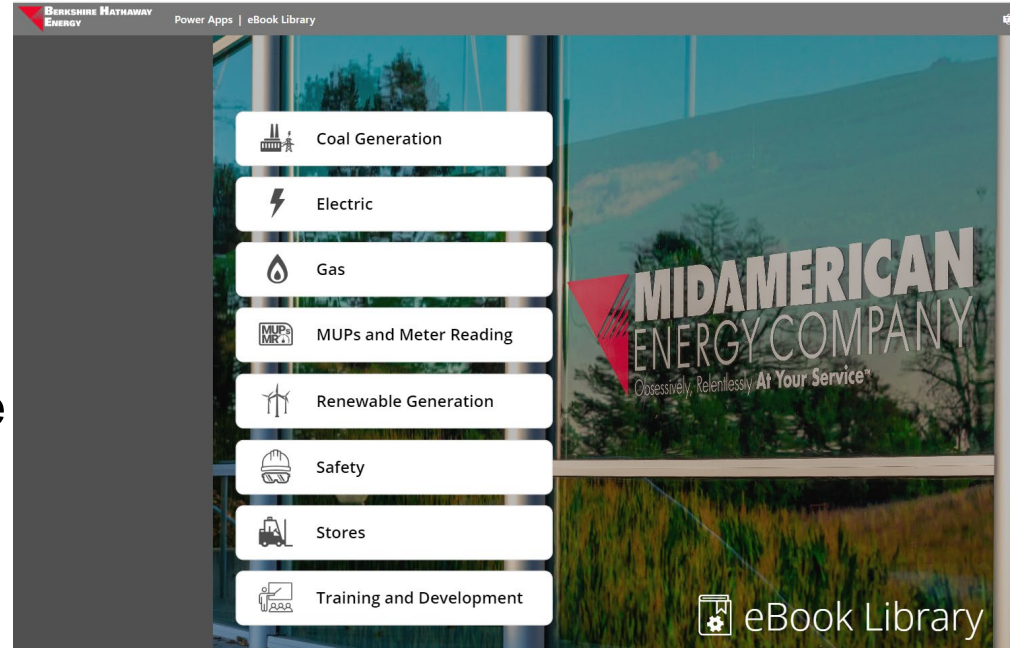 BERKSHIRE HATHAWAY
ENERGY
Power Apps | eBook Library
Coal Generation
Electric
Gas
MUPs
MR
MUPs and Meter Reading
Renewable Generation
Safety
Stores
Training and Development
MIDAMERICAN
ENERGY COMPANY
Obsessively, Relentlessly At Your Service℠
eBook Library
e